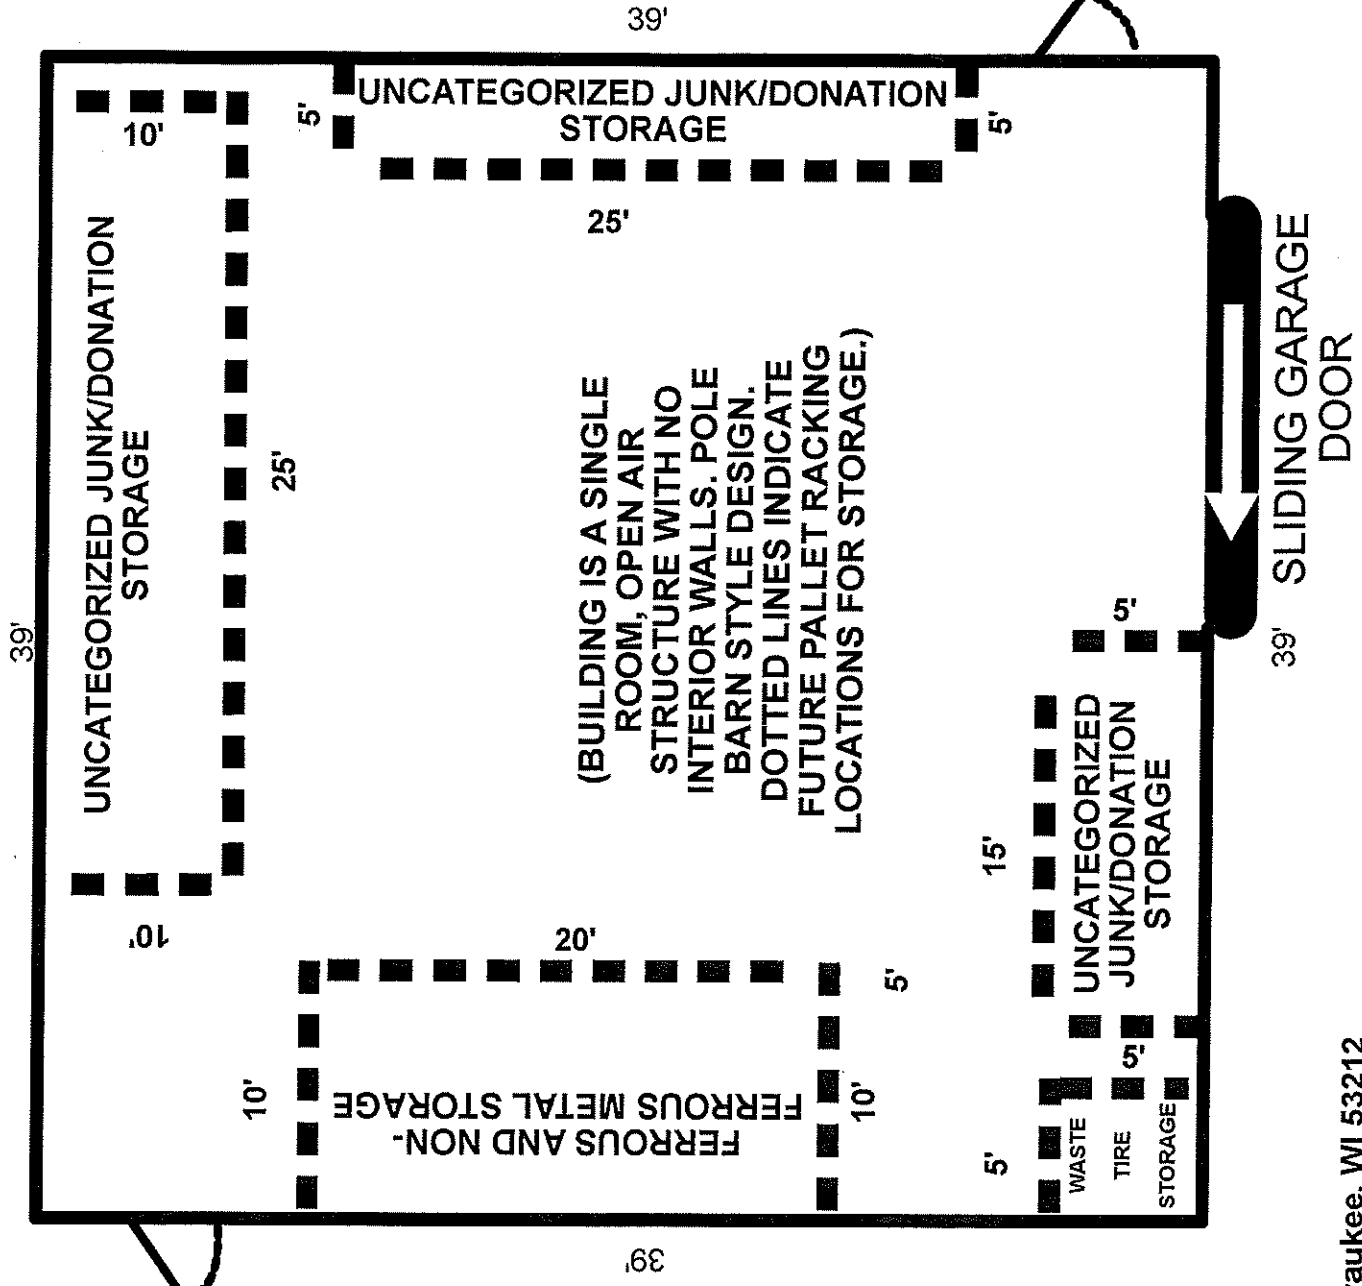 39'
UNCATEGORIZED JUNK/DONATION
STORAGE
5'
5'
25'
10'
UNCATEGORIZED JUNK/DONATION
STORAGE
25'
10'
39'
(BUILDING IS A SINGLE
ROOM, OPEN AIR
STRUCTURE WITH NO
INTERIOR WALLS. POLE
BARN STYLE DESIGN.
DOTTED LINES INDICATE
FUTURE PALLET RACKING
LOCATIONS FOR STORAGE.)
SLIDING GARAGE
DOOR
39'
5'
15'
UNCATEGORIZED
JUNK/DONATION
STORAGE
5'
20'
5'
10'
FERROUS AND NON-
FERROUS METAL STORAGE
10'
5'
WASTE
TIRE
STORAGE
39'
WI 53212